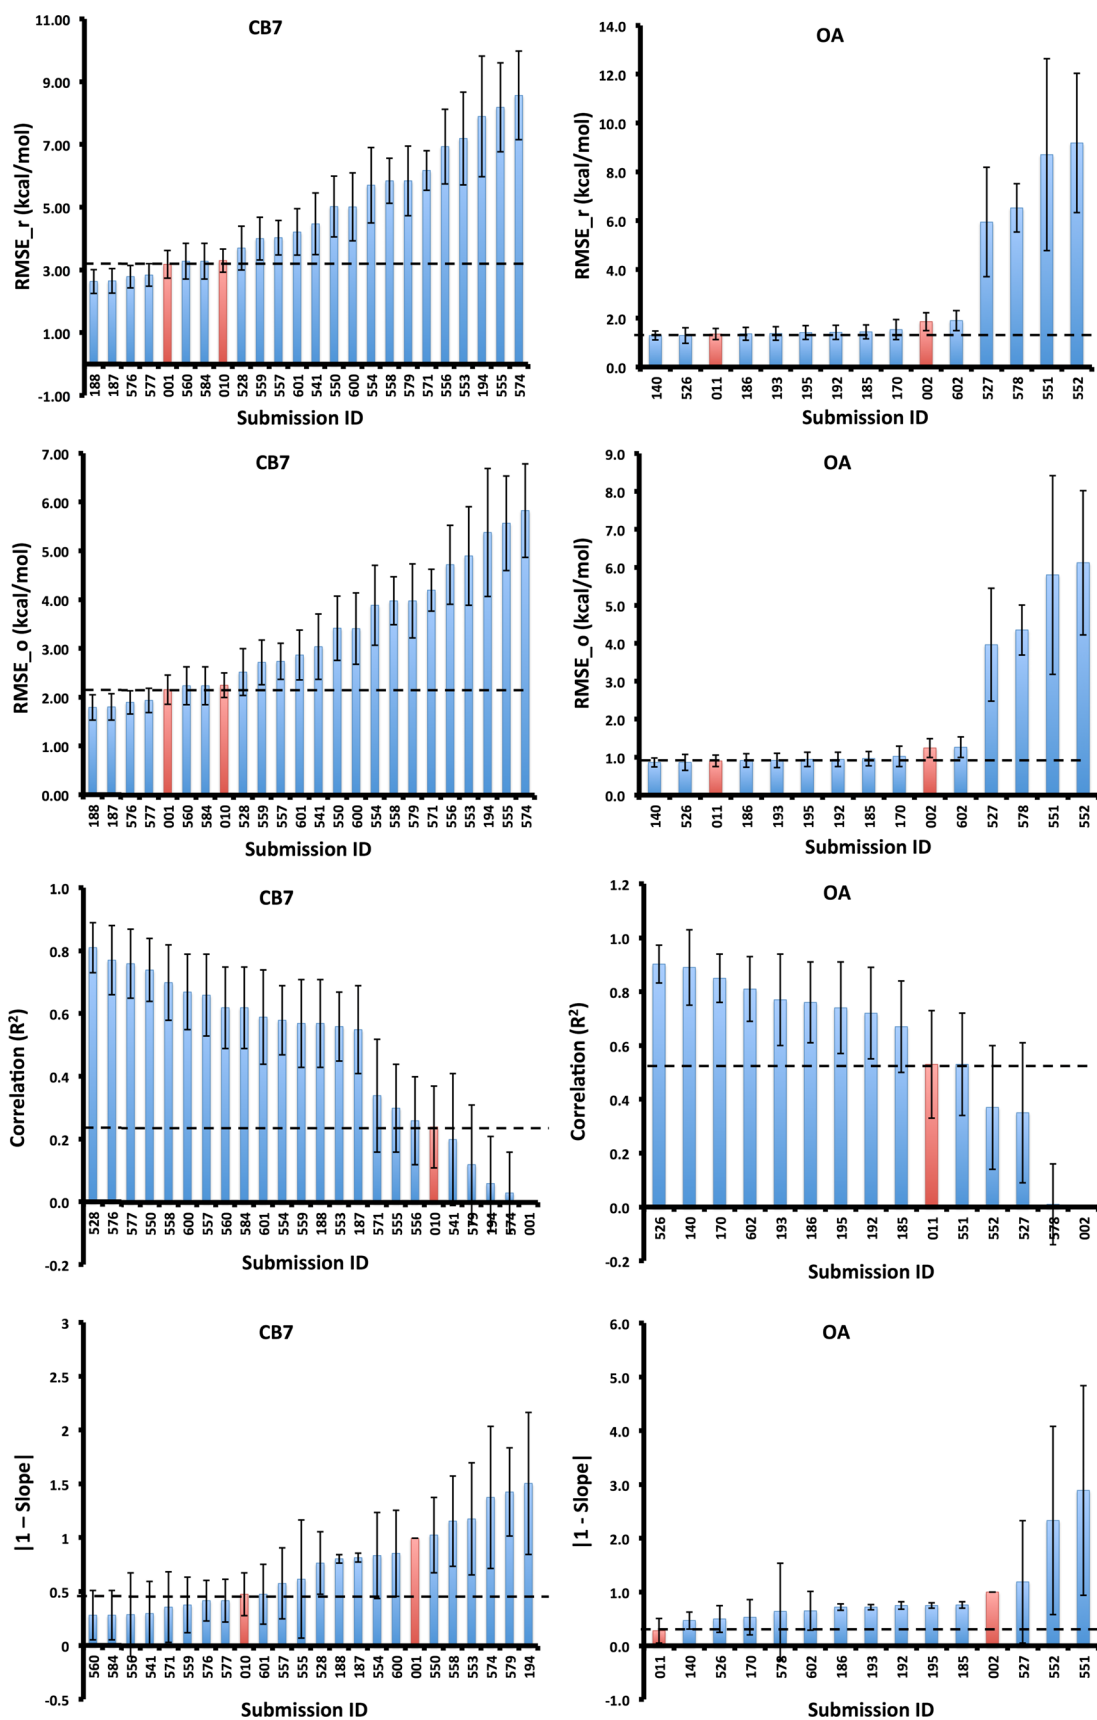 CB7
RMSE_r (kcal/mol)
11.00
9.00
7.00
5.00
3.00
1.00
-1.00
188 187 576 577 001 560 584 010 528 559 557 601 541 550 600 554 558 579 571 556 553 194 555 574
Submission ID
OA
RMSE_r (kcal/mol)
14.0
12.0
10.0
8.0
6.0
4.0
2.0
0.0
140 526 011 186 193 195 192 185 170 002 602 527 578 551 552
Submission ID
CB7
RMSE_o (kcal/mol)
7.00
6.00
5.00
4.00
3.00
2.00
1.00
0.00
188 187 576 577 001 560 584 010 528 559 557 601 541 550 600 554 558 579 571 556 553 194 555 574
Submission ID
OA
RMSE_o (kcal/mol)
9.0
8.0
7.0
6.0
5.0
4.0
3.0
2.0
1.0
0.0
140 526 011 186 193 195 192 185 170 002 602 527 578 551 552
Submission ID
CB7
Correlation (R²)
1.0
0.8
0.6
0.4
0.2
0.0
-0.2
528 576 577 550 558 600 557 560 584 601 554 559 188 553 187 571 555 556 010 541 579 194 574 001
Submission ID
OA
Correlation (R²)
1.2
1.0
0.8
0.6
0.4
0.2
0.0
-0.2
526 140 170 602 193 186 195 192 185 011 551 552 527 578 002
Submission ID
CB7
|1 – Slope|
3
2.5
2
1.5
1
0.5
0
-0.5
560 584 556 541 571 559 576 577 010 601 557 555 528 188 187 554 600 001 550 558 553 574 579 194
Submission ID
OA
|1 - Slope|
6.0
5.0
4.0
3.0
2.0
1.0
0.0
-1.0
011 140 526 170 578 602 186 193 192 195 185 002 527 552 551
Submission ID